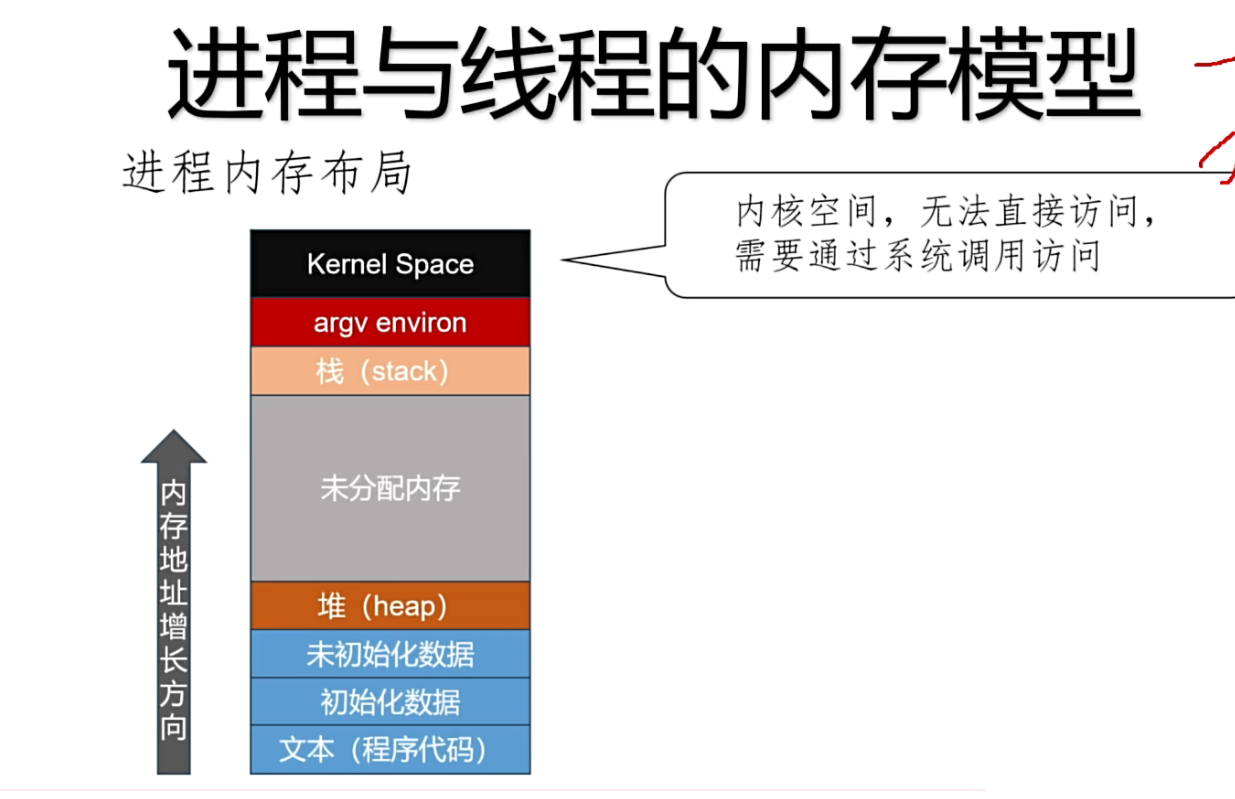 进程与线程的内存模型
进程内存布局
内核空间，无法直接访问，
需要通过系统调用访问
Kernel Space
argv environ
栈（stack）
未分配内存
堆（heap）
未初始化数据
初始化数据
文本（程序代码）
内存地址增长方向